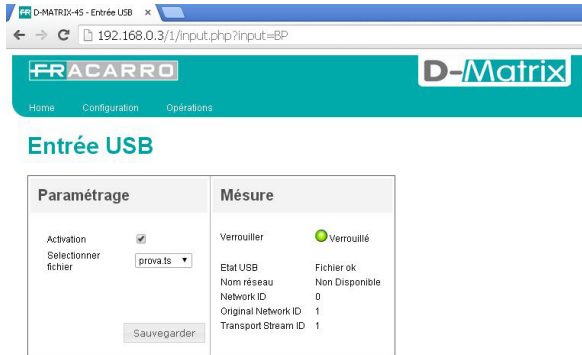 D-MATRIX-4S - Entrée USB
192.168.0.3/1/input.php?input=BP
FRACARRO
D-Matrix
Home Configuration Opérations
Entrée USB
Paramétrage
Activation
Selectionner
fichier
prova.ts
Sauvegarder
Mésure
Verrouiller Verrouillé
Etat USB Fichier ok
Nom réseau Non Disponible
Network ID 0
Original Network ID 1
Transport Stream ID 1